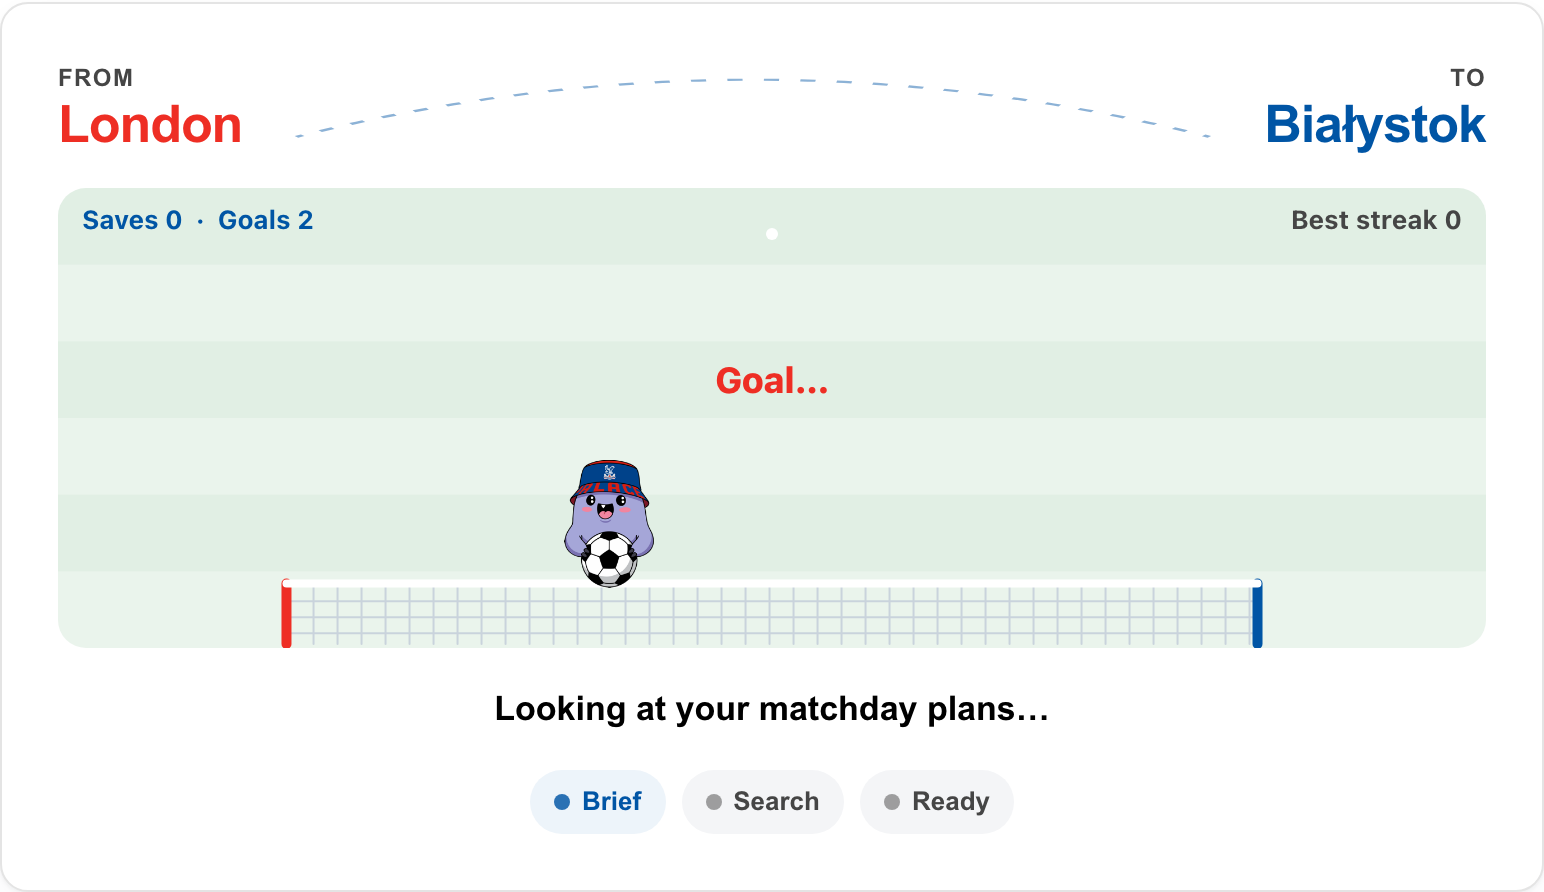 FROM
London
TO
Białystok
Saves 0 · Goals 2
Best streak 0
Goal...
Looking at your matchday plans…
Brief
Search
Ready